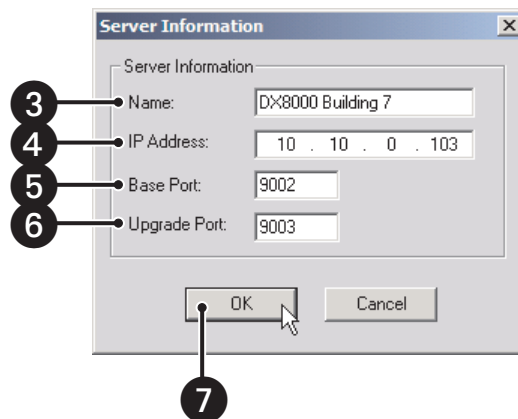 Server Information
Server Information
3 Name: DX8000 Building 7
4 IP Address: 10 . 10 . 0 . 103
5 Base Port: 9002
6 Upgrade Port: 9003
OK Cancel
7